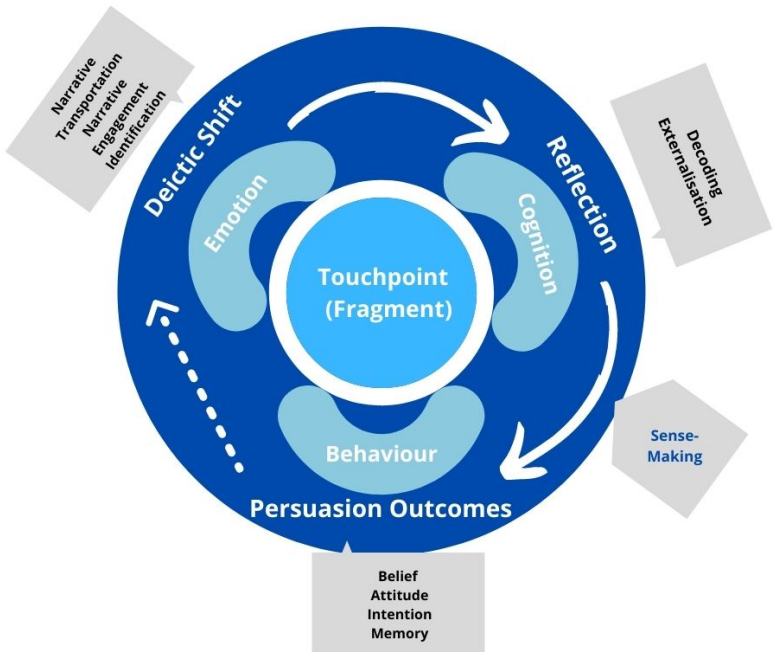 Narrative
Transportation
Narrative
Engagement
Identification
Deictic Shift
Emotion
Reflection
Cognition
Decoding
Externalisation
Touchpoint
(Fragment)
Sense-
Making
Behaviour
Persuasion Outcomes
Belief
Attitude
Intention
Memory